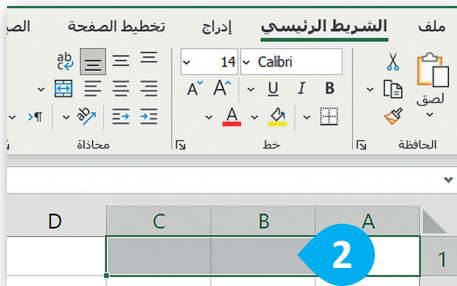 ملف الشريط الرئيسي إدراج تخطيط الصفحة
Calibri 14
لصق
B I U A A
A
الحافظة خط محاذاة
A B C D
2
1